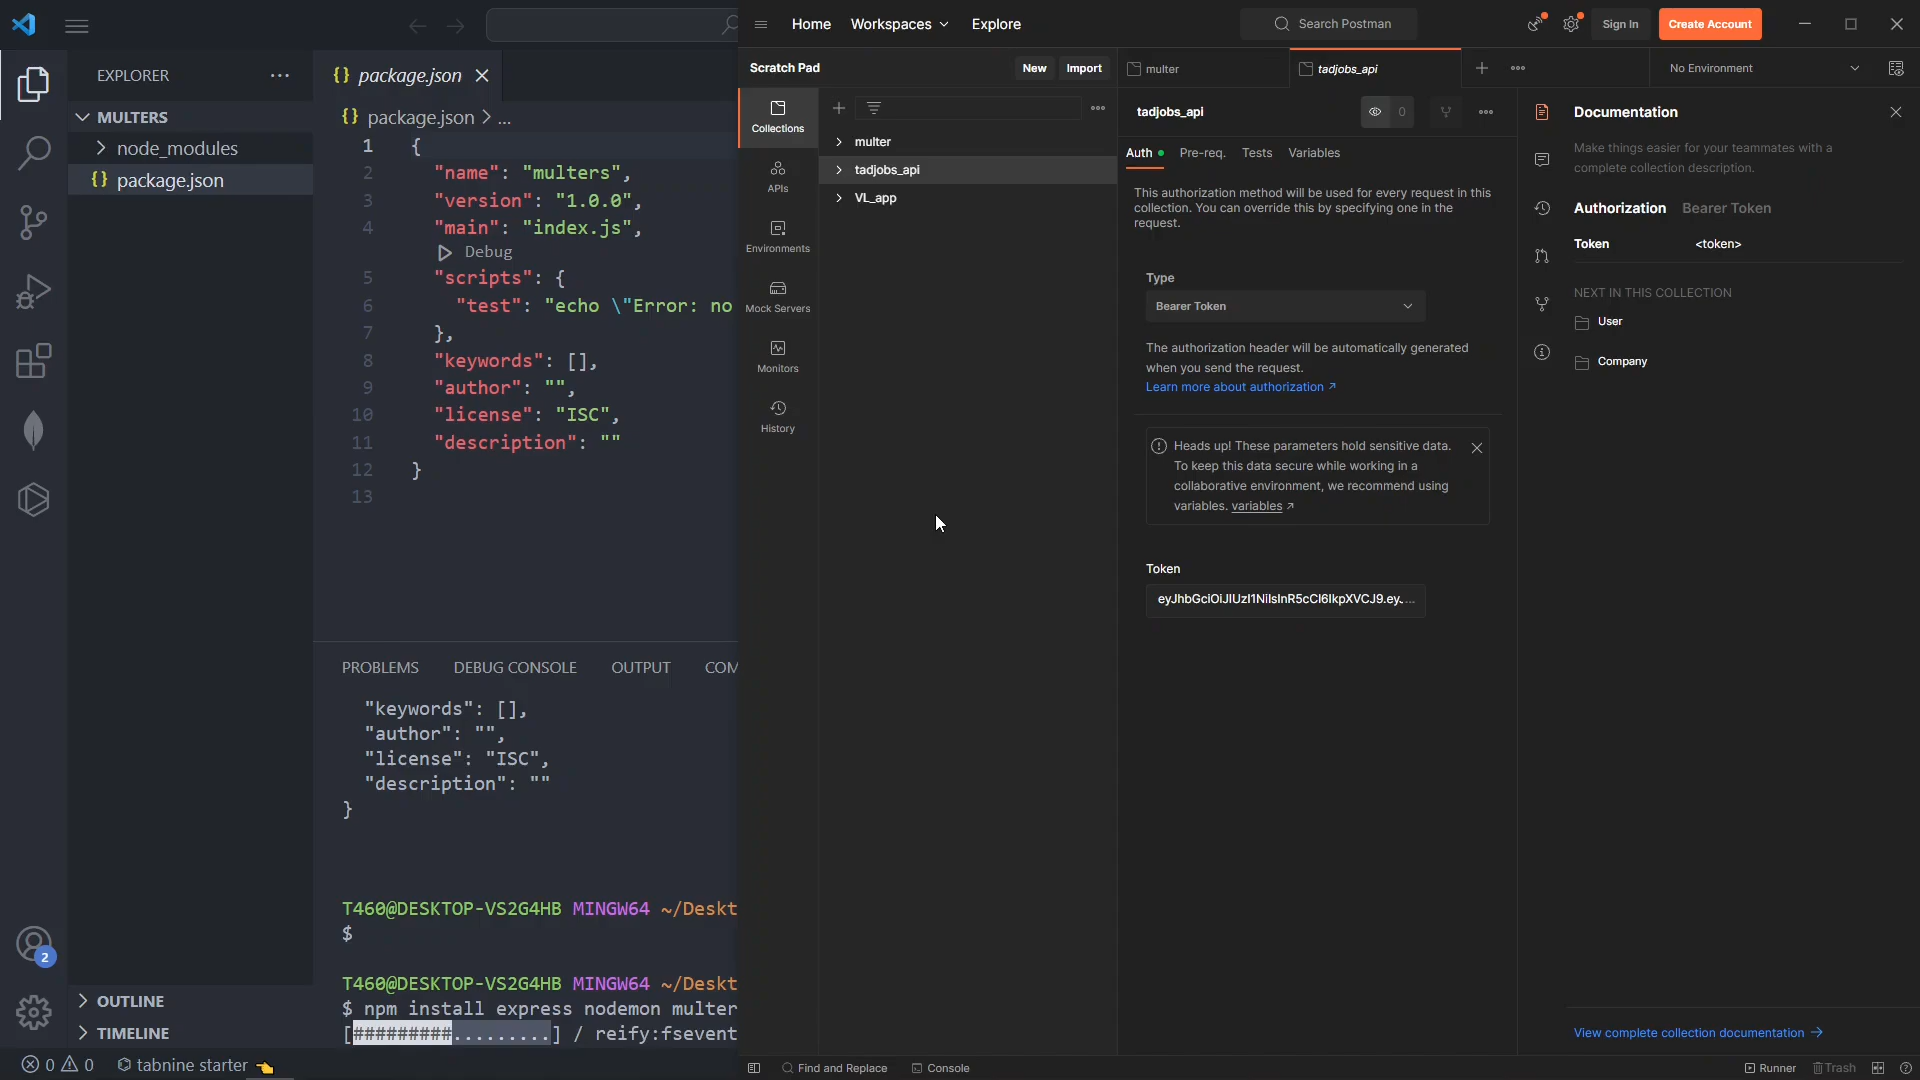 EXPLORER
MULTERS
node_modules
{} package.json
OUTLINE
TIMELINE
0 0 tabnine starter
2
{} package.json
{} package.json > ...
1 {
2 "name": "multers",
3 "version": "1.0.0",
4 "main": "index.js",
Debug
5 "scripts": {
6 "test": "echo \"Error: no
7 },
8 "keywords": [],
9 "author": "",
10 "license": "ISC",
11 "description": ""
12 }
13
PROBLEMS DEBUG CONSOLE OUTPUT COM
"keywords": [],
"author": "",
"license": "ISC",
"description": ""
}
T460@DESKTOP-VS2G4HB MINGW64 ~/Deskt
$
T460@DESKTOP-VS2G4HB MINGW64 ~/Deskt
$ npm install express nodemon multer
[#########.........] / reify:fsevent
Home Workspaces Explore
Search Postman
Sign In
Create Account
Scratch Pad
New
Import
multer
tadjobs_api
No Environment
Collections
APIs
Environments
Mock Servers
Monitors
History
multer
tadjobs_api
VL_app
tadjobs_api
0
Auth Pre-req. Tests Variables
This authorization method will be used for every request in this
collection. You can override this by specifying one in the
request.
Type
Bearer Token
The authorization header will be automatically generated
when you send the request.
Learn more about authorization ↗
Heads up! These parameters hold sensitive data.
To keep this data secure while working in a
collaborative environment, we recommend using
variables. variables ↗
Token
eyJhbGciOiJIUzI1NiIsInR5cCI6IkpXVCJ9.ey....
Documentation
Make things easier for your teammates with a
complete collection description.
Authorization Bearer Token
Token <token>
NEXT IN THIS COLLECTION
User
Company
View complete collection documentation →
Find and Replace
Console
Runner
Trash